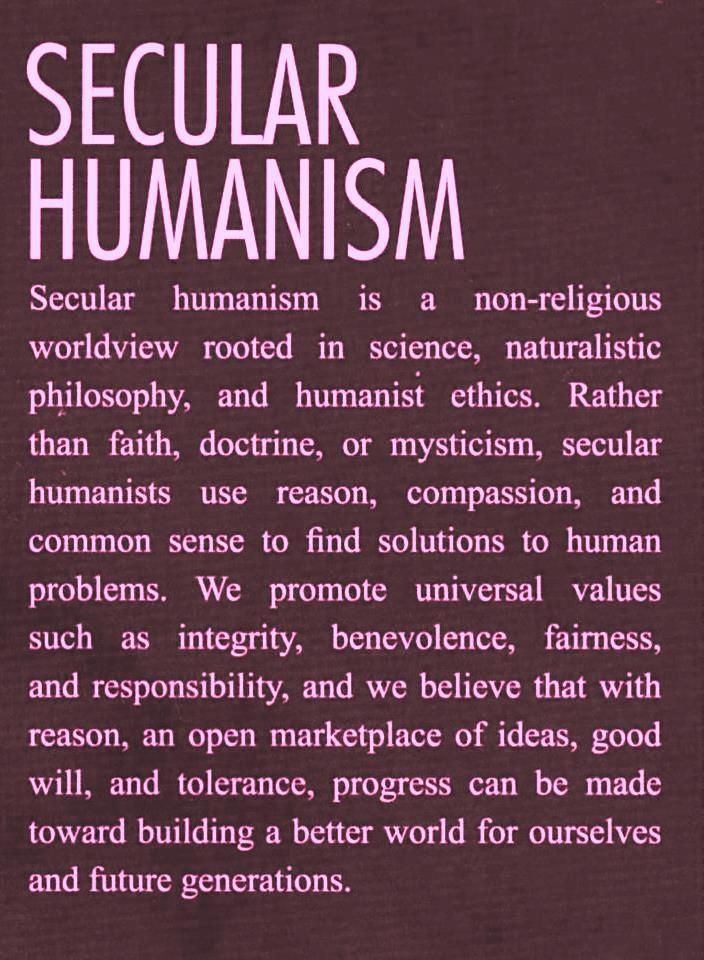 SECULAR
HUMANISM
Secular humanism is a non-religious
worldview rooted in science, naturalistic
philosophy, and humanist ethics. Rather
than faith, doctrine, or mysticism, secular
humanists use reason, compassion, and
common sense to find solutions to human
problems. We promote universal values
such as integrity, benevolence, fairness,
and responsibility, and we believe that with
reason, an open marketplace of ideas, good
will, and tolerance, progress can be made
toward building a better world for ourselves
and future generations.